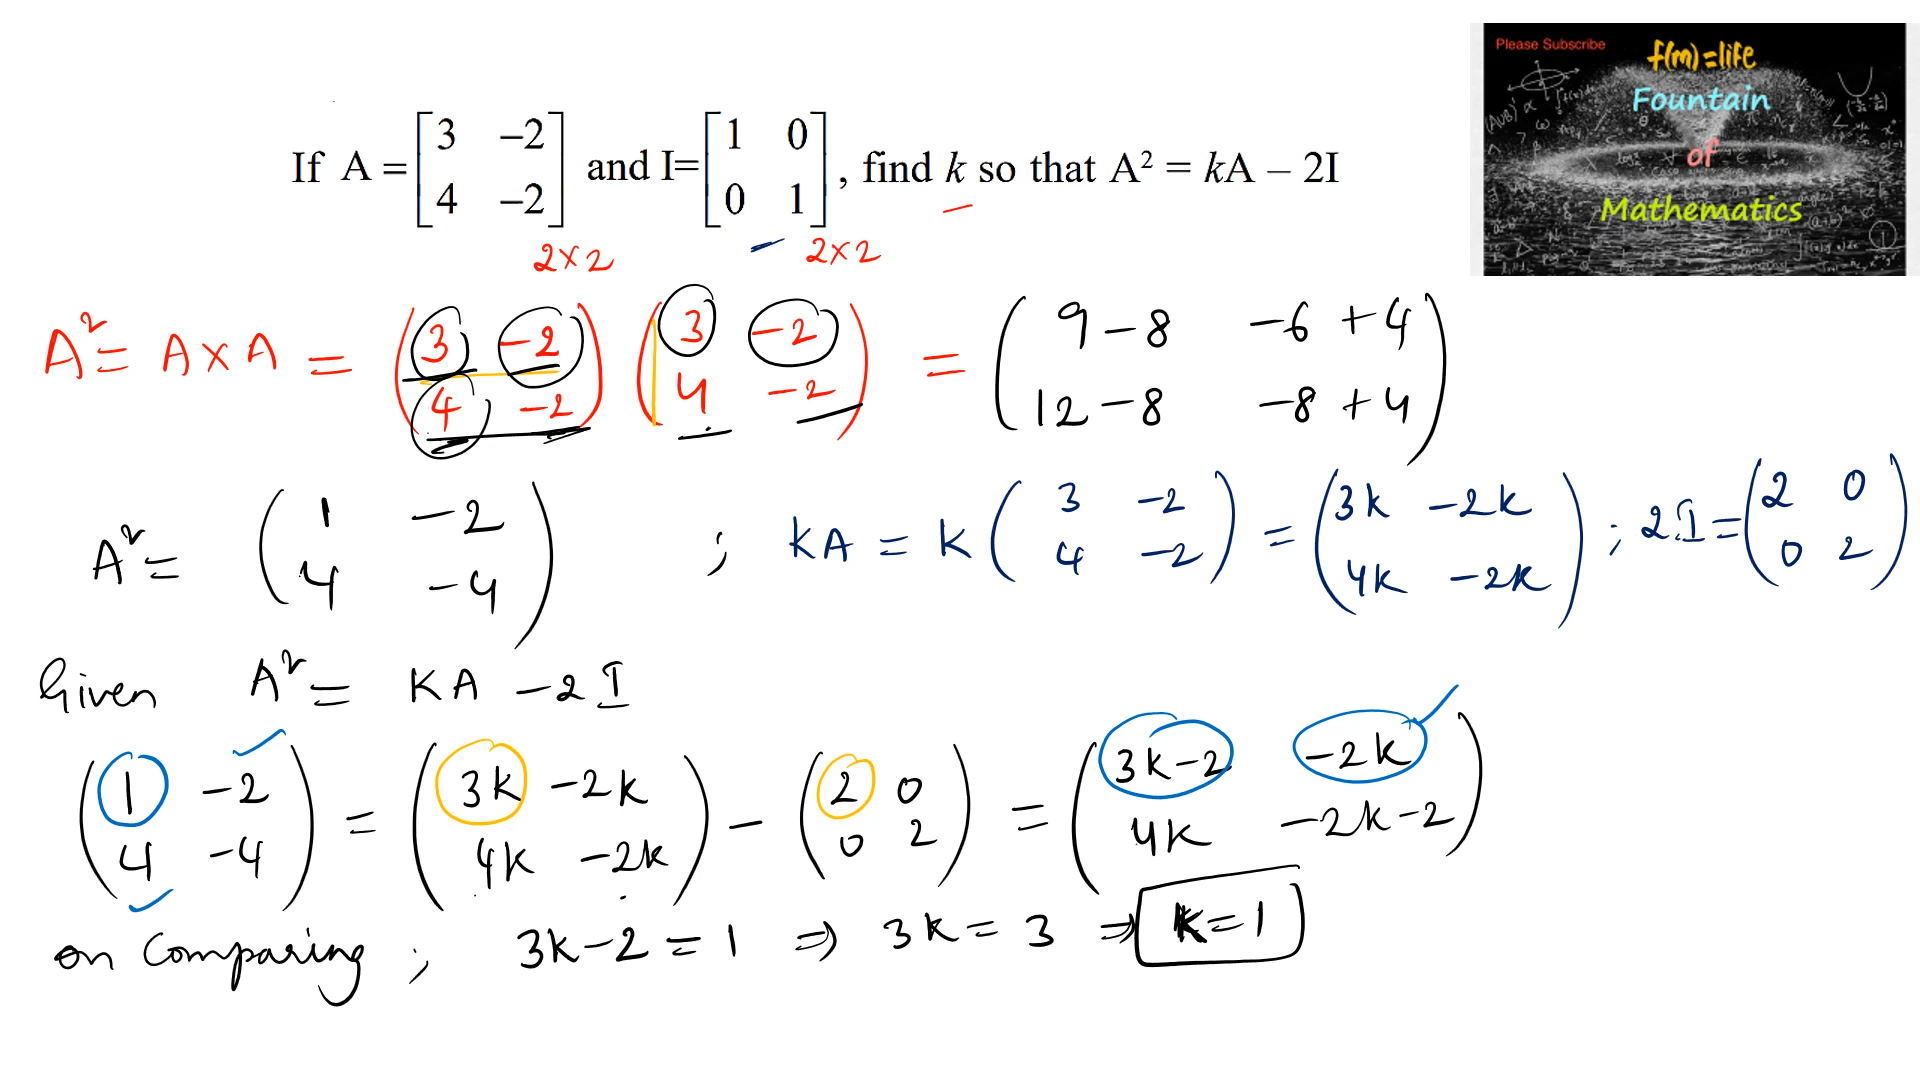 Please Subscribe
f(m)=life
Fountain
of
Mathematics
If A = [3 −2; 4 −2] and I= [1 0; 0 1], find k so that A² = kA – 2I
2×2 2×2
A² = A×A = (3 −2; 4 −2) (3 −2; 4 −2) = (9−8 −6+4; 12−8 −8+4)
A² = (1 −2; 4 −4) ; KA = K (3 −2; 4 −2) = (3k −2k; 4k −2k) ; 2I = (2 0; 0 2)
Given A² = KA −2I
(1 −2; 4 −4) = (3k −2k; 4k −2k) − (2 0; 0 2) = (3k−2 −2k; 4k −2k−2)
on Comparing ; 3k−2 = 1 ⇒ 3k = 3 ⇒ k=1